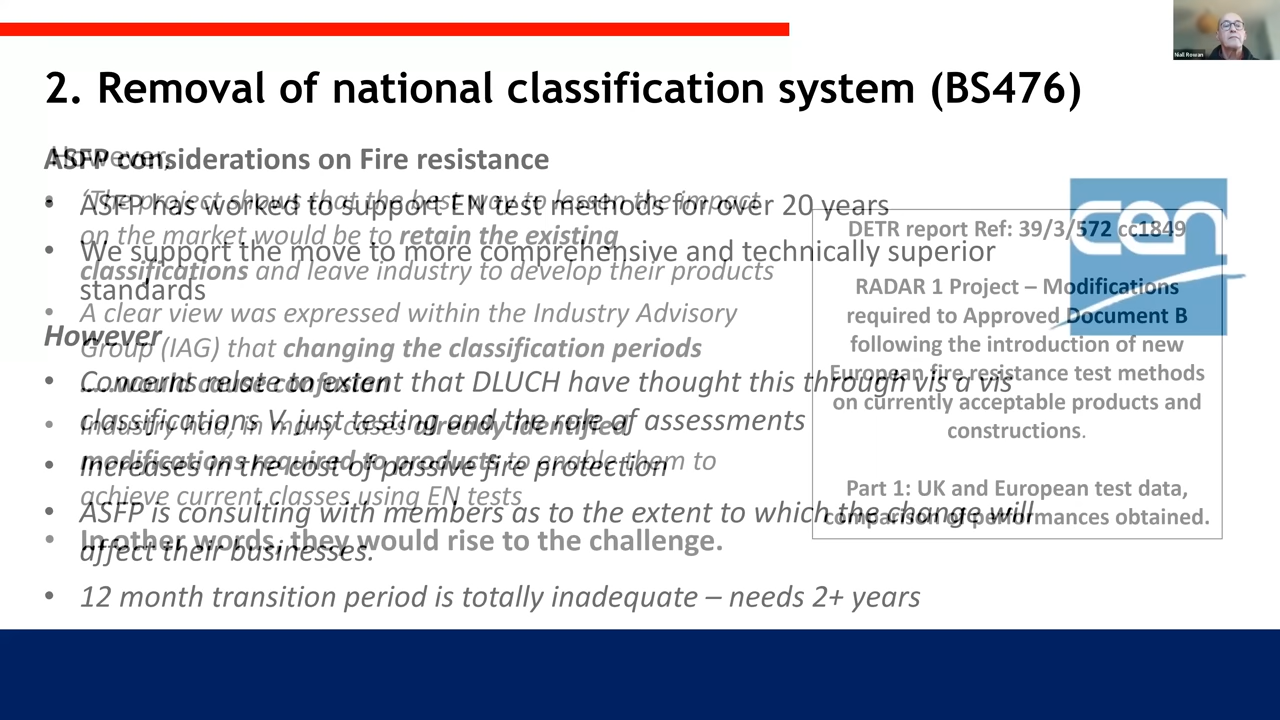 2. Removal of national classification system (BS476)
However,
ASFP considerations on Fire resistance
• ASFP has worked to support EN test methods for over 20 years
• We support the move to more comprehensive and technically superior
standards
However
• Concerns relate to extent that DLUCH have thought this through vis a vis
classifications V. just testing and the role of assessments
• Increases in the cost of passive fire protection
• ASFP is consulting with members as to the extent to which the change will
affect their businesses.
• 12 month transition period is totally inadequate – needs 2+ years
• ‘The project shows that the best way to lessen the impact
on the market would be to retain the existing
classifications and leave industry to develop their products
• A clear view was expressed within the Industry Advisory
Group (IAG) that changing the classification periods
would cause confusion
• Industry had, in many cases already identified
modifications required to products to enable them to
achieve current classes using EN tests
• In other words, they would rise to the challenge.
DETR report Ref: 39/3/572 cc1849
RADAR 1 Project – Modifications
required to Approved Document B
following the introduction of new
European fire resistance test methods
on currently acceptable products and
constructions.
Part 1: UK and European test data,
comparison of performances obtained.
cen
Niall Rowan